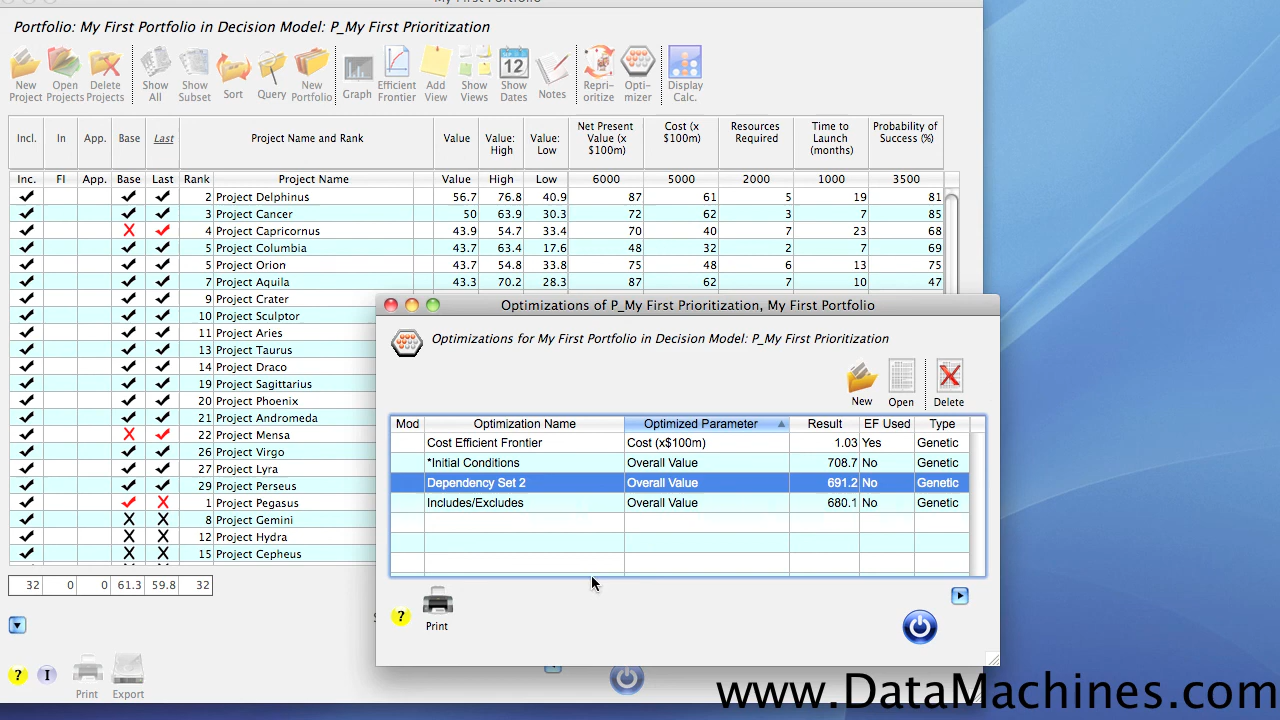 My First Portfolio
Portfolio: My First Portfolio in Decision Model: P_My First Prioritization
New Project
Open Projects
Delete Projects
Show All
Show Subset
Sort
Query
New Portfolio
Graph
Efficient Frontier
Add View
Show Views
SEP 12 Show Dates
Notes
Repri-oritize
Opti-mizer
Display Calc.
Incl. In App. Base Last Project Name and Rank Value Value: High Value: Low Net Present Value (x $100m) Cost (x $100m) Resources Required Time to Launch (months) Probability of Success (%)
Inc. FI App. Base Last Rank Project Name Value High Low 6000 5000 2000 1000 3500
✓ ✓ ✓ 2 Project Delphinus 56.7 76.8 40.9 87 61 5 19 81
✓ ✓ ✓ 3 Project Cancer 50 63.9 30.3 72 62 3 7 85
✓ X ✓ 4 Project Capricornus 43.9 54.7 33.4 70 40 7 23 68
✓ ✓ ✓ 5 Project Columbia 43.7 63.4 17.6 48 32 2 7 69
✓ ✓ ✓ 5 Project Orion 43.7 54.8 33.8 75 48 6 13 75
✓ ✓ ✓ 7 Project Aquila 43.3 70.2 28.3 87 62 7 10 47
✓ ✓ ✓ 9 Project Crater
✓ ✓ ✓ 10 Project Sculptor
✓ ✓ ✓ 11 Project Aries
✓ ✓ ✓ 13 Project Taurus
✓ ✓ ✓ 14 Project Draco
✓ ✓ ✓ 19 Project Sagittarius
✓ ✓ ✓ 20 Project Phoenix
✓ ✓ ✓ 21 Project Andromeda
✓ X ✓ 22 Project Mensa
✓ ✓ ✓ 26 Project Virgo
✓ ✓ ✓ 27 Project Lyra
✓ ✓ ✓ 29 Project Perseus
✓ ✓ X 1 Project Pegasus
✓ X X 8 Project Gemini
✓ X X 12 Project Hydra
✓ X X 15 Project Cepheus
32 0 0 61.3 59.8 32
? I
Print
Export
Optimizations of P_My First Prioritization, My First Portfolio
Optimizations for My First Portfolio in Decision Model: P_My First Prioritization
New
Open
Delete
Mod Optimization Name Optimized Parameter Result EF Used Type
Cost Efficient Frontier Cost (x$100m) 1.03 Yes Genetic
*Initial Conditions Overall Value 708.7 No Genetic
Dependency Set 2 Overall Value 691.2 No Genetic
Includes/Excludes Overall Value 680.1 No Genetic
?
Print
www.DataMachines.com